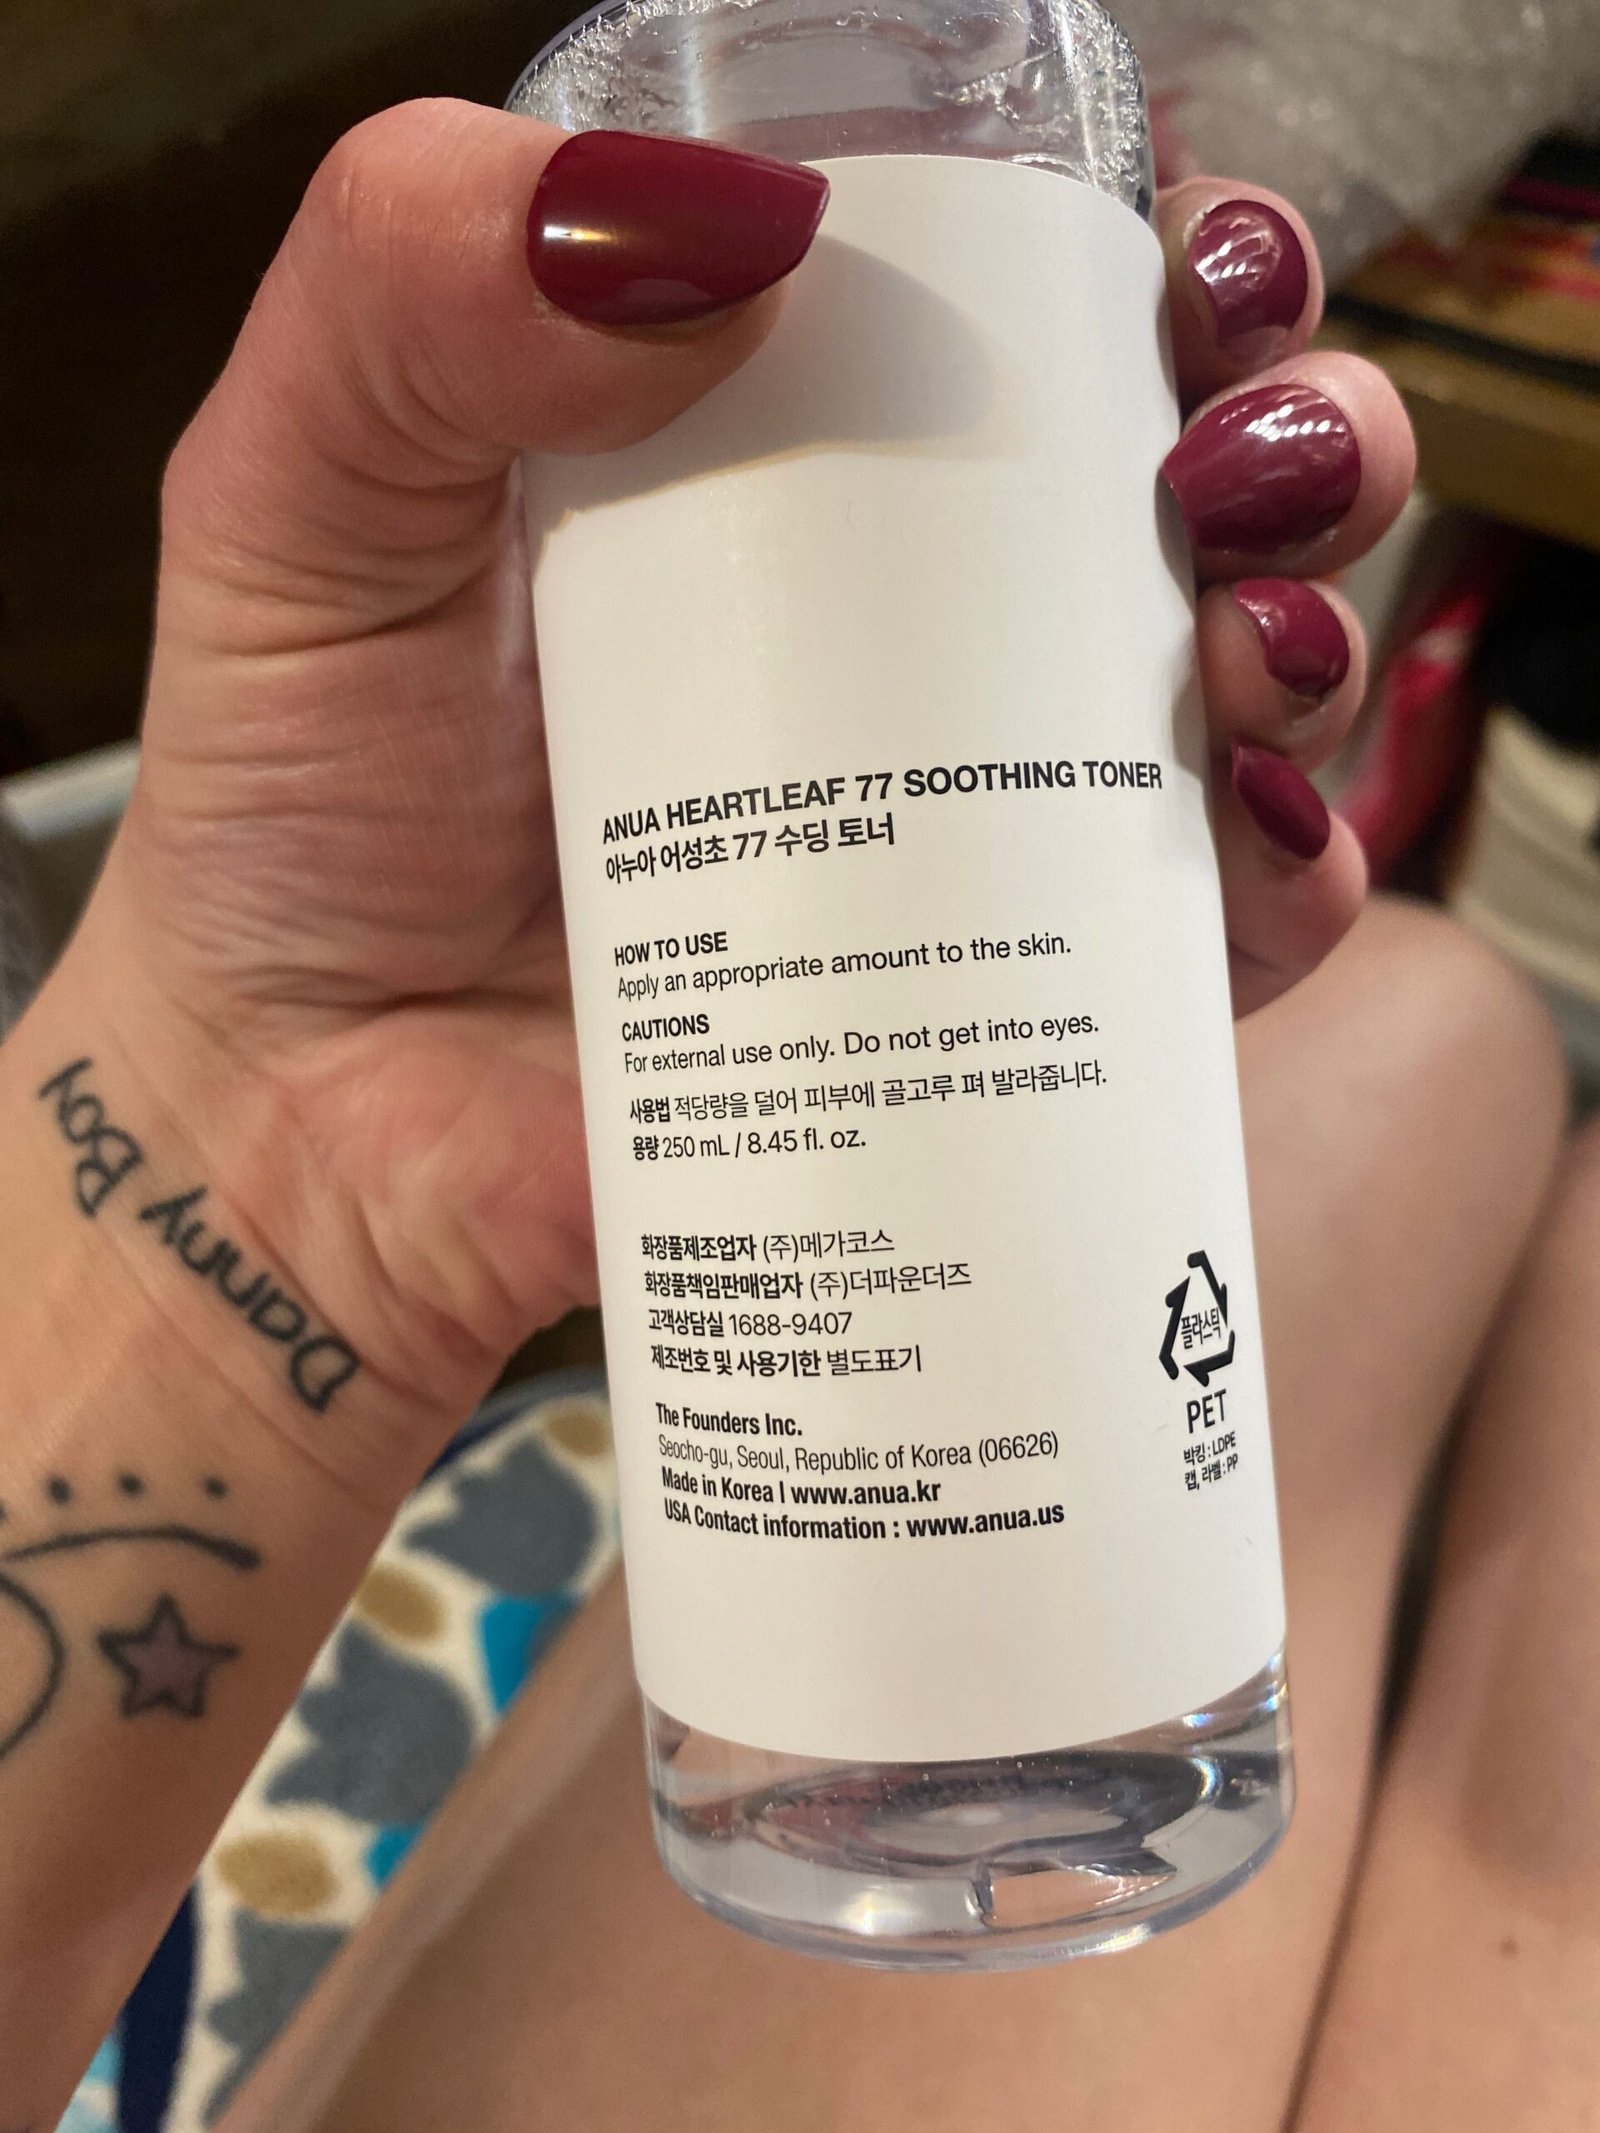 ANUA HEARTLEAF 77 SOOTHING TONER
아누아 어성초 77 수딩 토너
HOW TO USE
Apply an appropriate amount to the skin.
CAUTIONS
For external use only. Do not get into eyes.
사용법 적당량을 덜어 피부에 골고루 펴 발라줍니다.
용량 250 mL / 8.45 fl. oz.
화장품제조업자 (주)메가코스
화장품책임판매업자 (주)더파운더즈
고객상담실 1688-9407
제조번호 및 사용기한 별도표기
The Founders Inc.
Seocho-gu, Seoul, Republic of Korea (06626)
Made in Korea | www.anua.kr
USA Contact information : www.anua.us
플라스틱
PET
박킹 : LDPE
캡, 라벨 : PP
Danny Boy